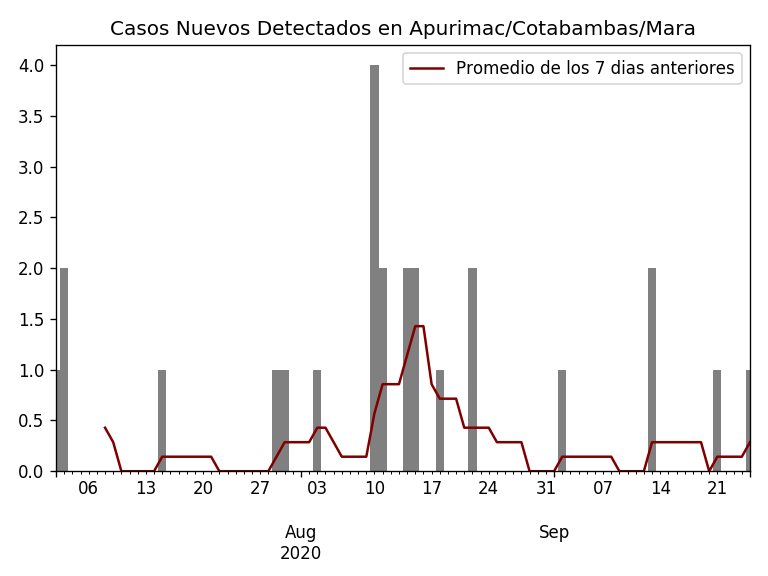 Casos Nuevos Detectados en Apurimac/Cotabambas/Mara
Promedio de los 7 dias anteriores
4.0
3.5
3.0
2.5
2.0
1.5
1.0
0.5
0.0
06 13 20 27 03 10 17 24 31 07 14 21
Aug Sep
2020